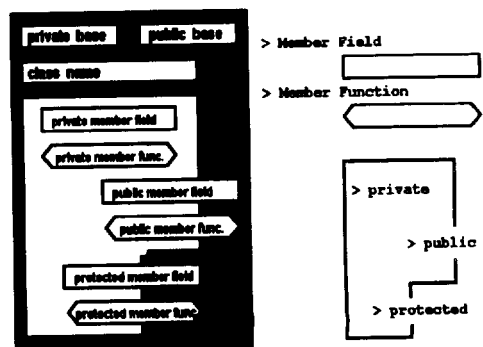 private base
public base
class name
private member field
private member func.
public member field
public member func.
protected member field
protected member func
> Member Field
> Member Function
> private
> public
> protected